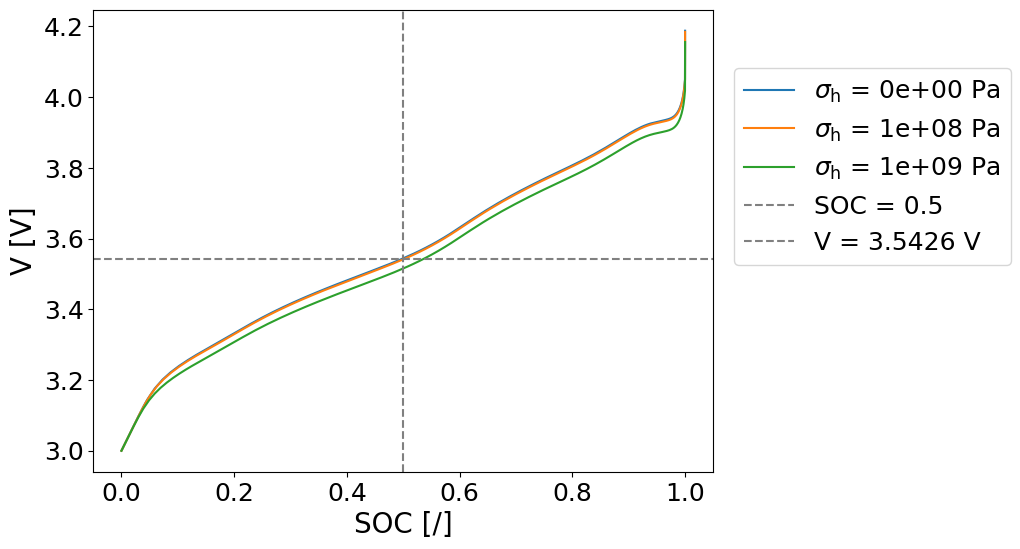 4.2
4.0
3.8
3.6
3.4
3.2
3.0
V [V]
0.0 0.2 0.4 0.6 0.8 1.0
SOC [/]
σh = 0e+00 Pa
σh = 1e+08 Pa
σh = 1e+09 Pa
SOC = 0.5
V = 3.5426 V